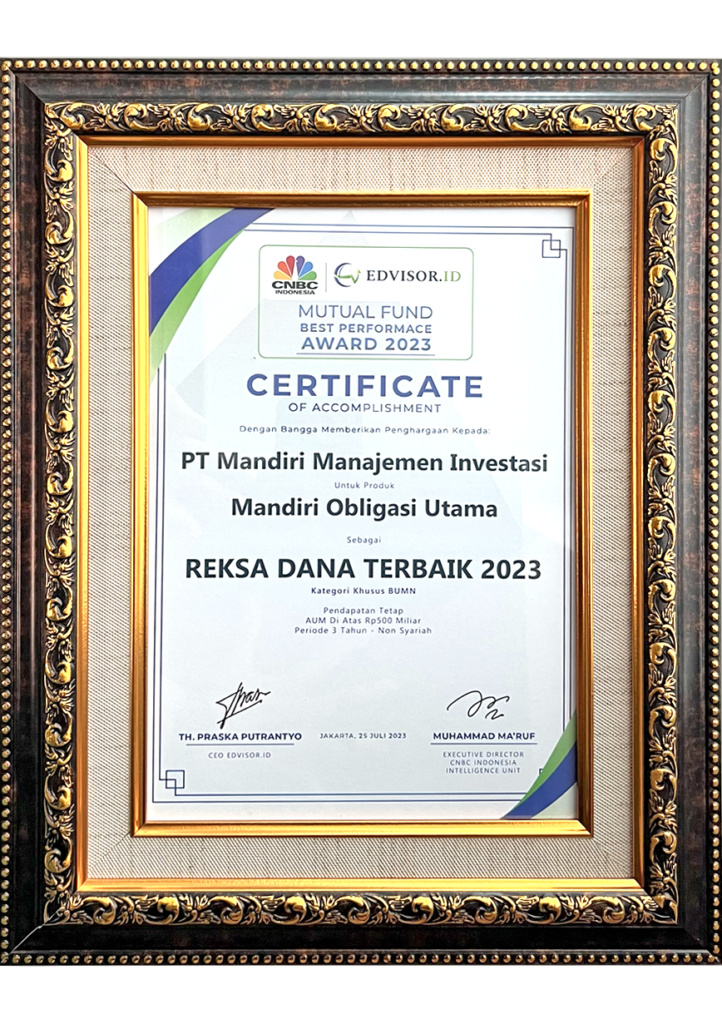 CNBC
INDONESIA
EDVISOR.ID
MUTUAL FUND
BEST PERFORMACE
AWARD 2023
CERTIFICATE
OF ACCOMPLISHMENT
Dengan Bangga Memberikan Penghargaan Kepada:
PT Mandiri Manajemen Investasi
Untuk Produk
Mandiri Obligasi Utama
Sebagai
REKSA DANA TERBAIK 2023
Kategori Khusus BUMN
Pendapatan Tetap
AUM Di Atas Rp500 Miliar
Periode 3 Tahun - Non Syariah
TH. PRASKA PUTRANTYO
CEO EDVISOR.ID
JAKARTA, 25 JULI 2023
MUHAMMAD MA'RUF
EXECUTIVE DIRECTOR
CNBC INDONESIA
INTELLIGENCE UNIT